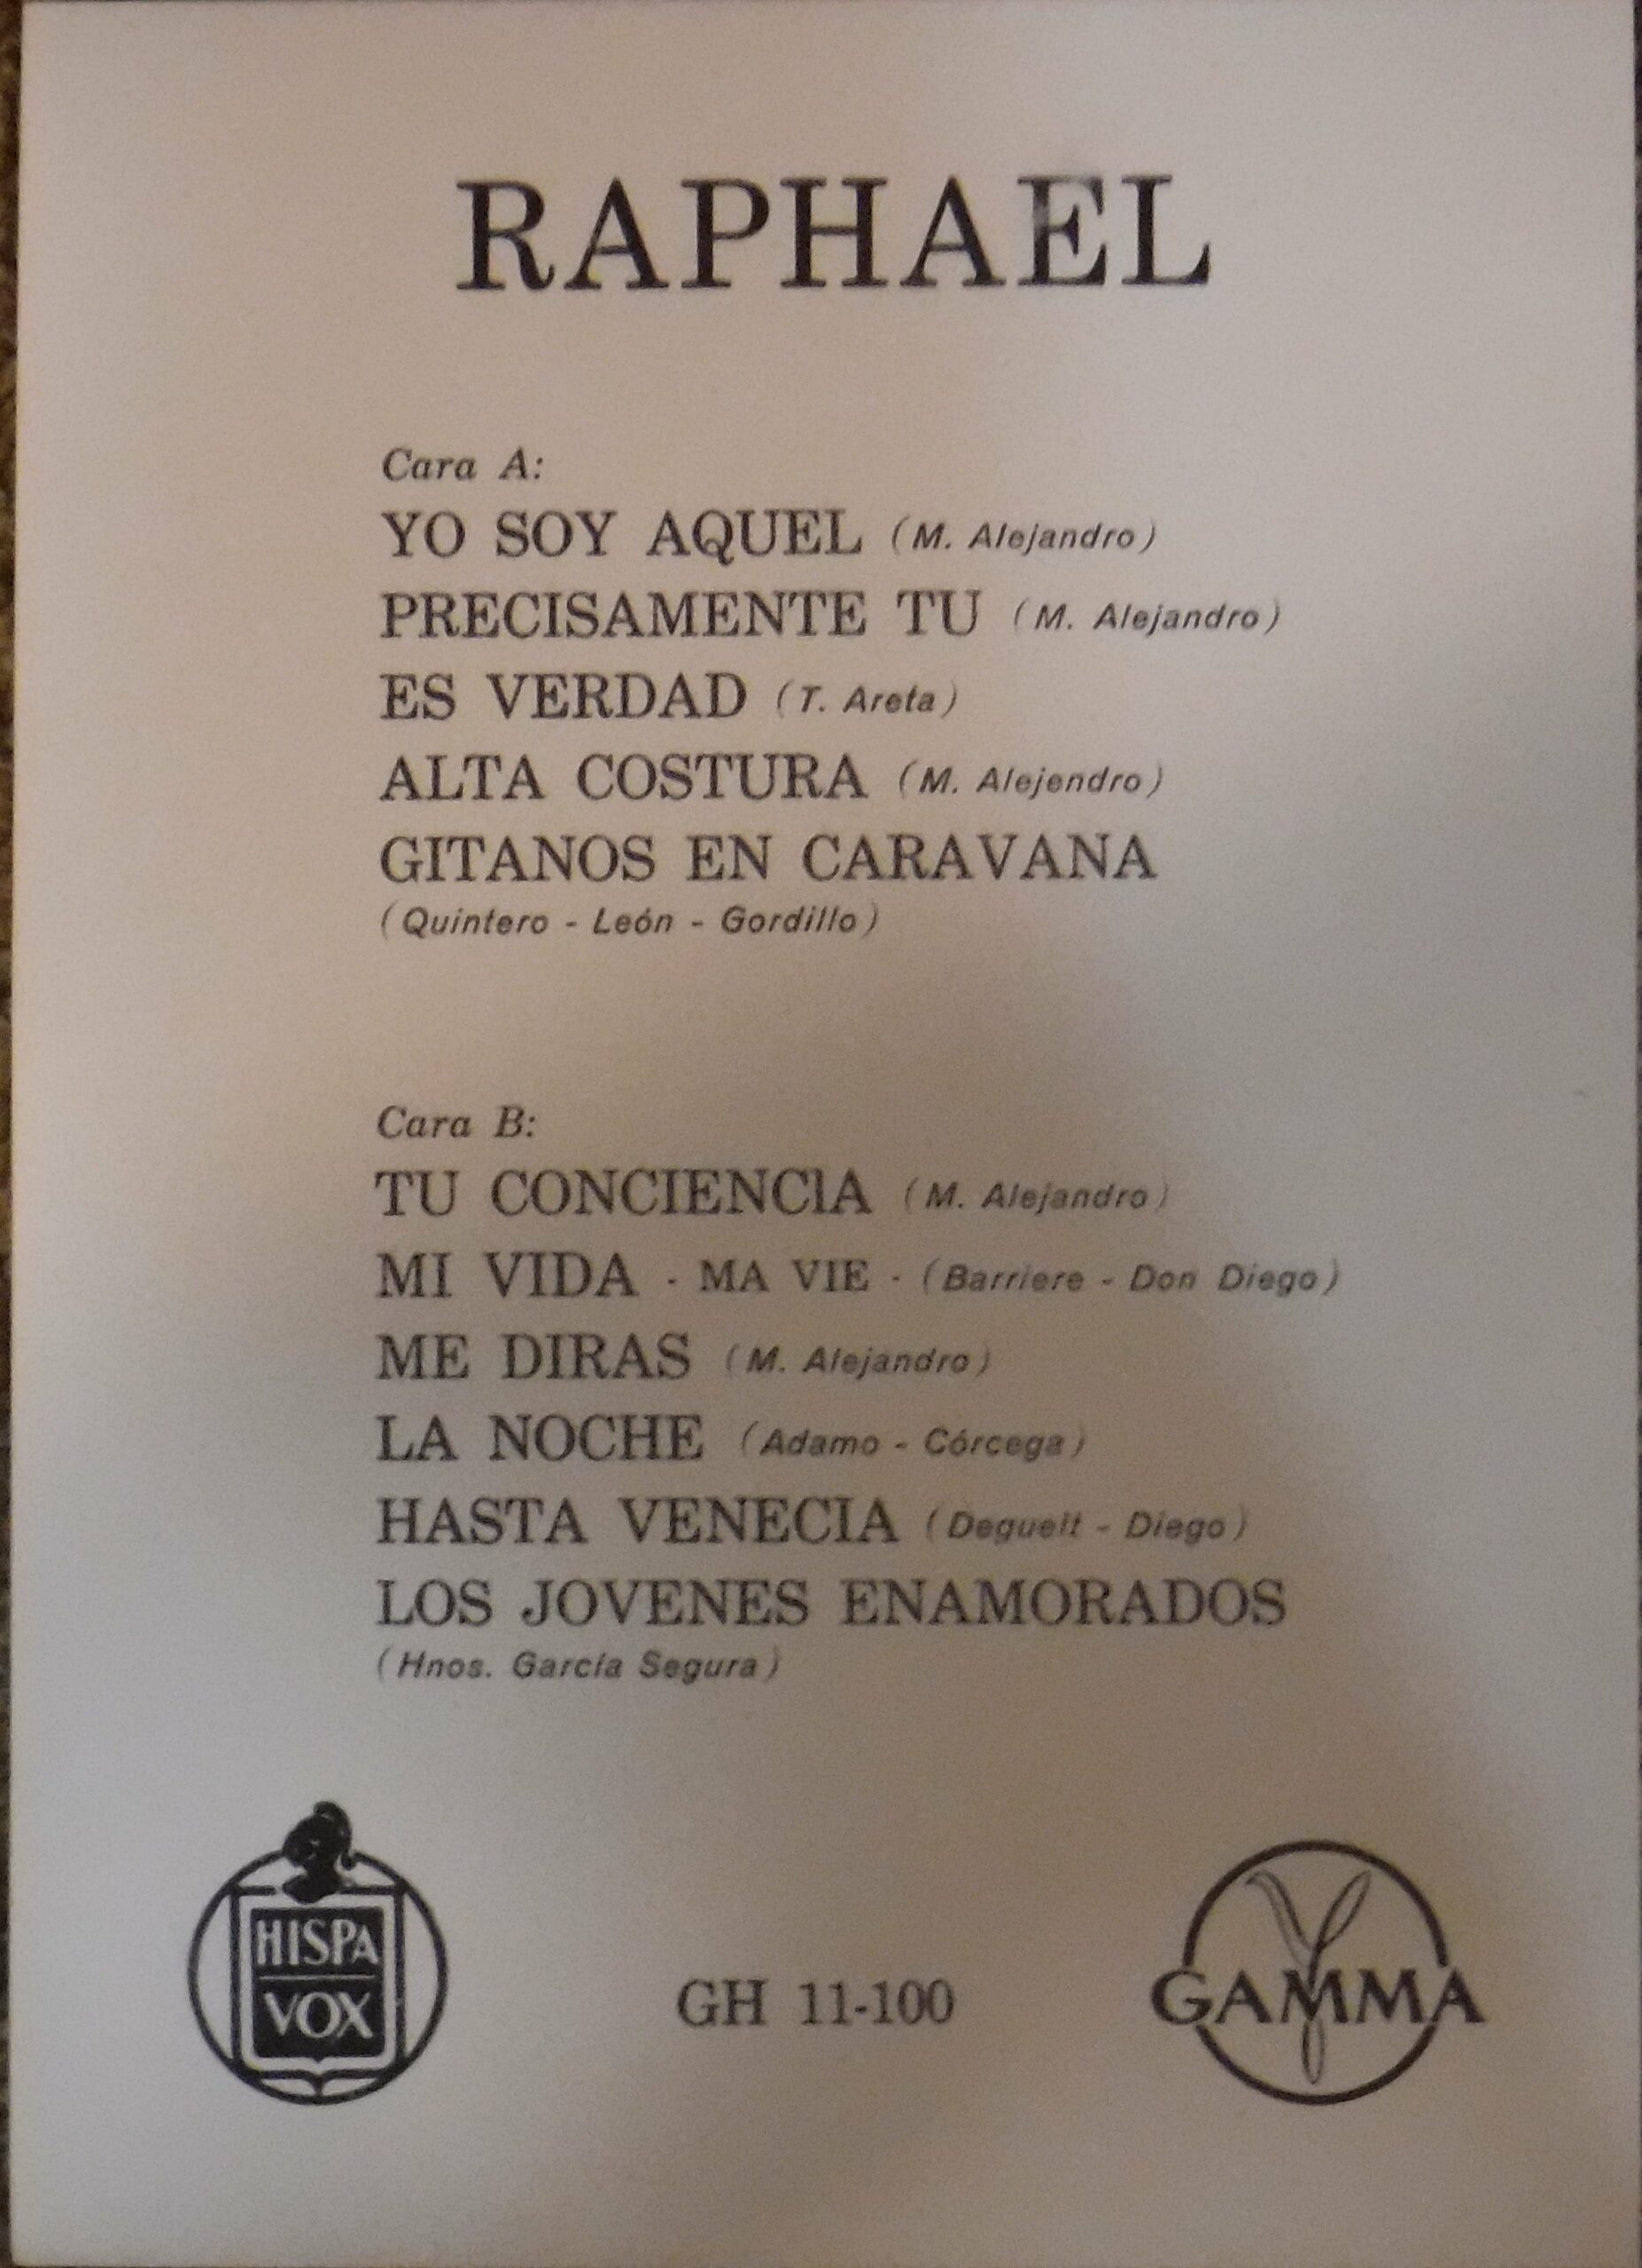 RAPHAEL
Cara A:
YO SOY AQUEL (M. Alejandro)
PRECISAMENTE TU (M. Alejandro)
ES VERDAD (T. Areta)
ALTA COSTURA (M. Alejendro)
GITANOS EN CARAVANA
(Quintero - León - Gordillo)
Cara B:
TU CONCIENCIA (M. Alejandro)
MI VIDA - MA VIE - (Barriere - Don Diego)
ME DIRAS (M. Alejandro)
LA NOCHE (Adamo - Córcega)
HASTA VENECIA (Deguelt - Diego)
LOS JOVENES ENAMORADOS
(Hnos. García Segura)
HISPA
VOX
GH 11-100
GAMMA